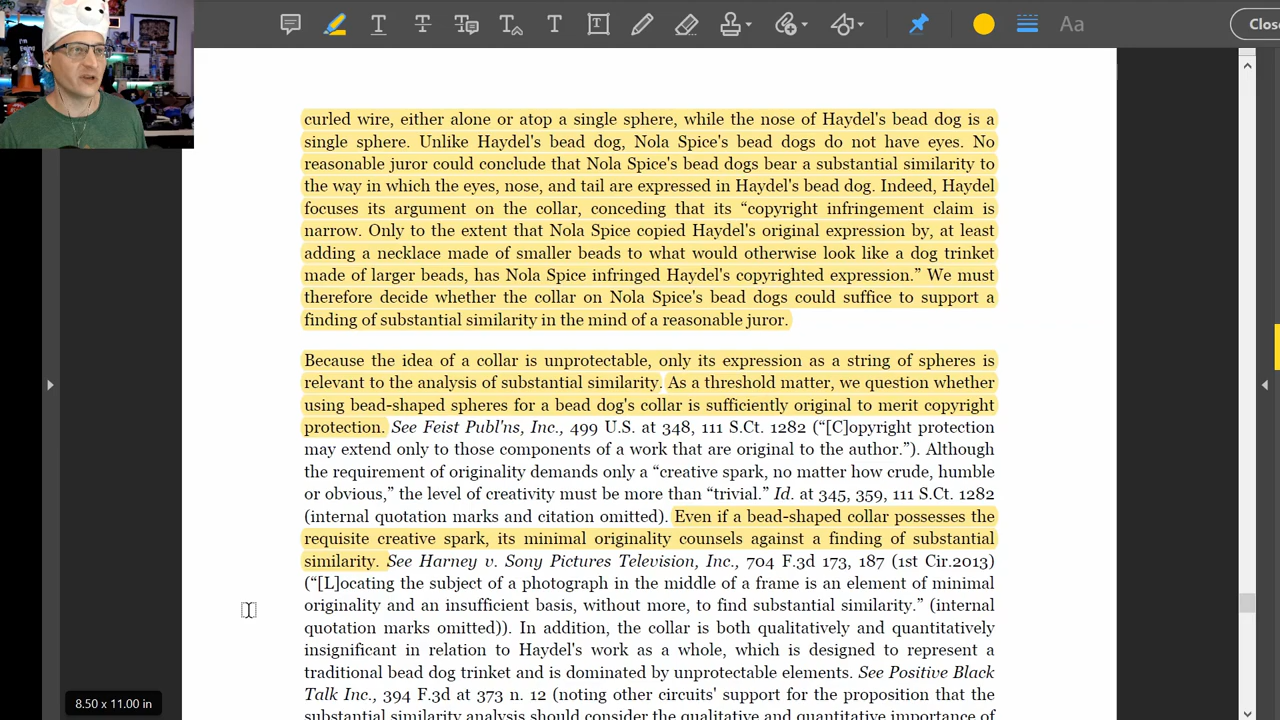 Clos
Aa
curled wire, either alone or atop a single sphere, while the nose of Haydel's bead dog is a
single sphere. Unlike Haydel's bead dog, Nola Spice's bead dogs do not have eyes. No
reasonable juror could conclude that Nola Spice's bead dogs bear a substantial similarity to
the way in which the eyes, nose, and tail are expressed in Haydel's bead dog. Indeed, Haydel
focuses its argument on the collar, conceding that its “copyright infringement claim is
narrow. Only to the extent that Nola Spice copied Haydel's original expression by, at least
adding a necklace made of smaller beads to what would otherwise look like a dog trinket
made of larger beads, has Nola Spice infringed Haydel's copyrighted expression.” We must
therefore decide whether the collar on Nola Spice's bead dogs could suffice to support a
finding of substantial similarity in the mind of a reasonable juror.
Because the idea of a collar is unprotectable, only its expression as a string of spheres is
relevant to the analysis of substantial similarity. As a threshold matter, we question whether
using bead-shaped spheres for a bead dog's collar is sufficiently original to merit copyright
protection. See Feist Publ'ns, Inc., 499 U.S. at 348, 111 S.Ct. 1282 (“[C]opyright protection
may extend only to those components of a work that are original to the author.”). Although
the requirement of originality demands only a “creative spark, no matter how crude, humble
or obvious,” the level of creativity must be more than “trivial.” Id. at 345, 359, 111 S.Ct. 1282
(internal quotation marks and citation omitted). Even if a bead-shaped collar possesses the
requisite creative spark, its minimal originality counsels against a finding of substantial
similarity. See Harney v. Sony Pictures Television, Inc., 704 F.3d 173, 187 (1st Cir.2013)
(“[L]ocating the subject of a photograph in the middle of a frame is an element of minimal
originality and an insufficient basis, without more, to find substantial similarity.” (internal
quotation marks omitted)). In addition, the collar is both qualitatively and quantitatively
insignificant in relation to Haydel's work as a whole, which is designed to represent a
traditional bead dog trinket and is dominated by unprotectable elements. See Positive Black
Talk Inc., 394 F.3d at 373 n. 12 (noting other circuits' support for the proposition that the
substantial similarity analysis should consider the qualitative and quantitative importance of
8.50 x 11.00 in